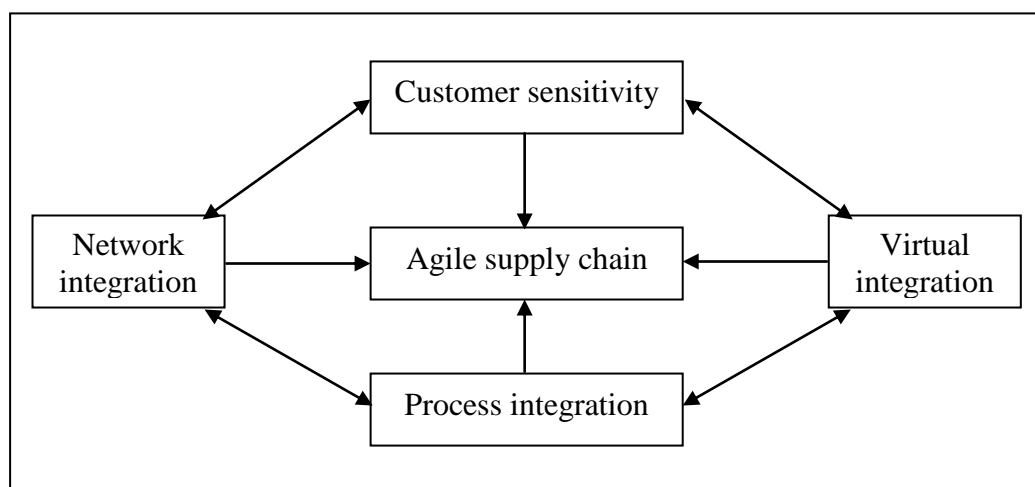 Customer sensitivity
Network
integration
Agile supply chain
Virtual
integration
Process integration